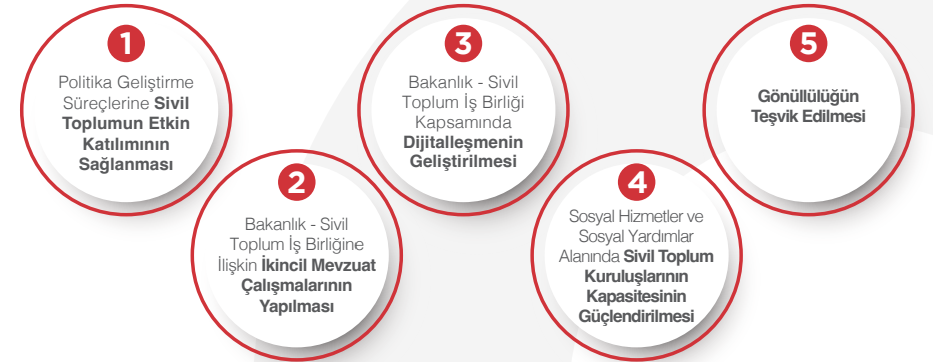 1
Politika Geliştirme
Süreçlerine Sivil
Toplumun Etkin
Katılımının
Sağlanması
2
Bakanlık - Sivil
Toplum İş Birliğine
İlişkin İkincil Mevzuat
Çalışmalarının
Yapılması
3
Bakanlık - Sivil
Toplum İş Birliği
Kapsamında
Dijitalleşmenin
Geliştirilmesi
4
Sosyal Hizmetler ve
Sosyal Yardımlar
Alanında Sivil Toplum
Kuruluşlarının
Kapasitesinin
Güçlendirilmesi
5
Gönüllülüğün
Teşvik Edilmesi